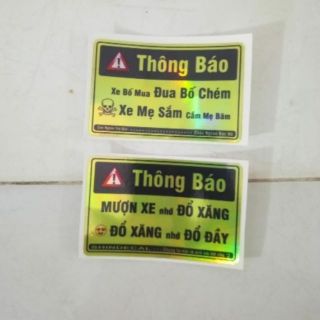 Thông Báo
Xe Bố Mua Đua Bố Chém
Xe Mẹ Sắm Cấm Mẹ Băm
Thông Báo
MƯỢN XE nhớ ĐỔ XĂNG
ĐỔ XĂNG nhớ ĐỔ ĐẦY
SHINDECAL